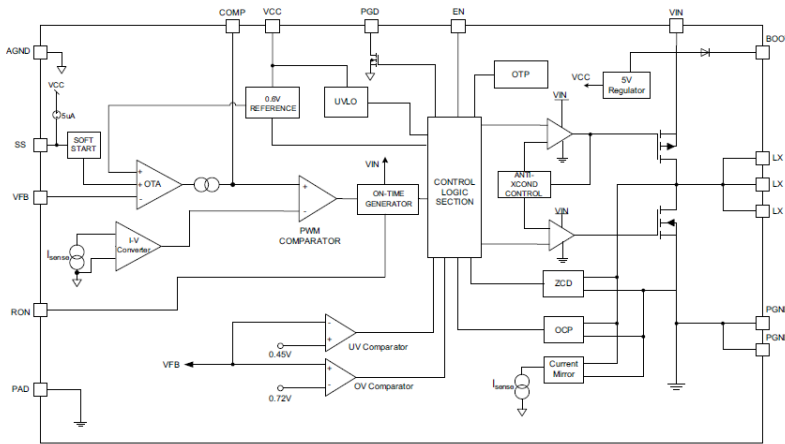 COMP
VCC
PGD
EN
VIN
AGND
BOO
VCC
5uA
0.6V
REFERENCE
UVLO
OTP
VCC
5V
Regulator
VIN
SS
SOFT
START
VIN
CONTROL
LOGIC
SECTION
ANTI-
XCOND
CONTROL
LX
LX
LX
VFB
+
+
-
OTA
+
-
PWM
COMPARATOR
ON-TIME
GENERATOR
VIN
Isense
I-V
Converter
ZCD
RON
OCP
PGN
PGN
-
+
0.45V
UV Comparator
VFB
+
-
0.72V
OV Comparator
Current
Mirror
Isense
PAD